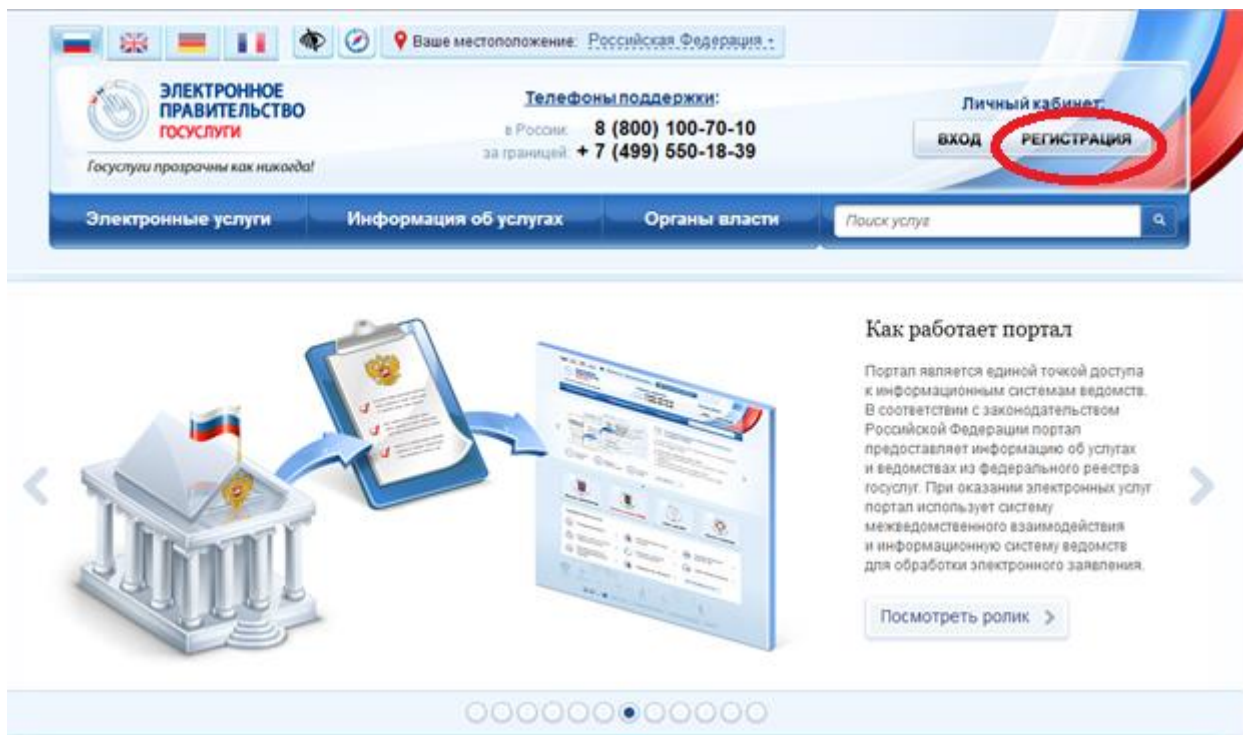 Ваше местоположение: Российская Федерация
ЭЛЕКТРОННОЕ
ПРАВИТЕЛЬСТВО
ГОСУСЛУГИ
Госуслуги прозрачны как никогда!
Телефоны поддержки:
в России: 8 (800) 100-70-10
за границей: + 7 (499) 550-18-39
Личный кабинет:
ВХОД РЕГИСТРАЦИЯ
Электронные услуги Информация об услугах Органы власти Поиск услуг
Как работает портал
Портал является единой точкой доступа
к информационным системам ведомств.
В соответствии с законодательством
Российской Федерации портал
предоставляет информацию об услугах
и ведомствах из федерального реестра
госуслуг. При оказании электронных услуг
портал использует систему
межведомственного взаимодействия
и информационную систему ведомств
для обработки электронного заявления.
Посмотреть ролик